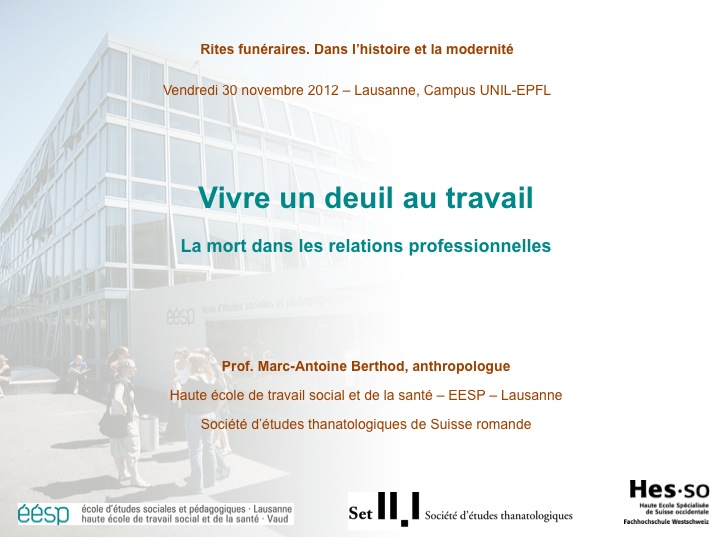 Rites funéraires. Dans l’histoire et la modernité
Vendredi 30 novembre 2012 – Lausanne, Campus UNIL-EPFL
Vivre un deuil au travail
La mort dans les relations professionnelles
éésp école d'études sociales et pédagogiques
Prof. Marc-Antoine Berthod, anthropologue
Haute école de travail social et de la santé – EESP – Lausanne
Société d’études thanatologiques de Suisse romande
éésp
école d'études sociales et pédagogiques · Lausanne
haute école de travail social et de la santé · Vaud
Set
Société d'études thanatologiques
Hes·so
Haute Ecole Spécialisée
de Suisse occidentale
Fachhochschule Westschweiz